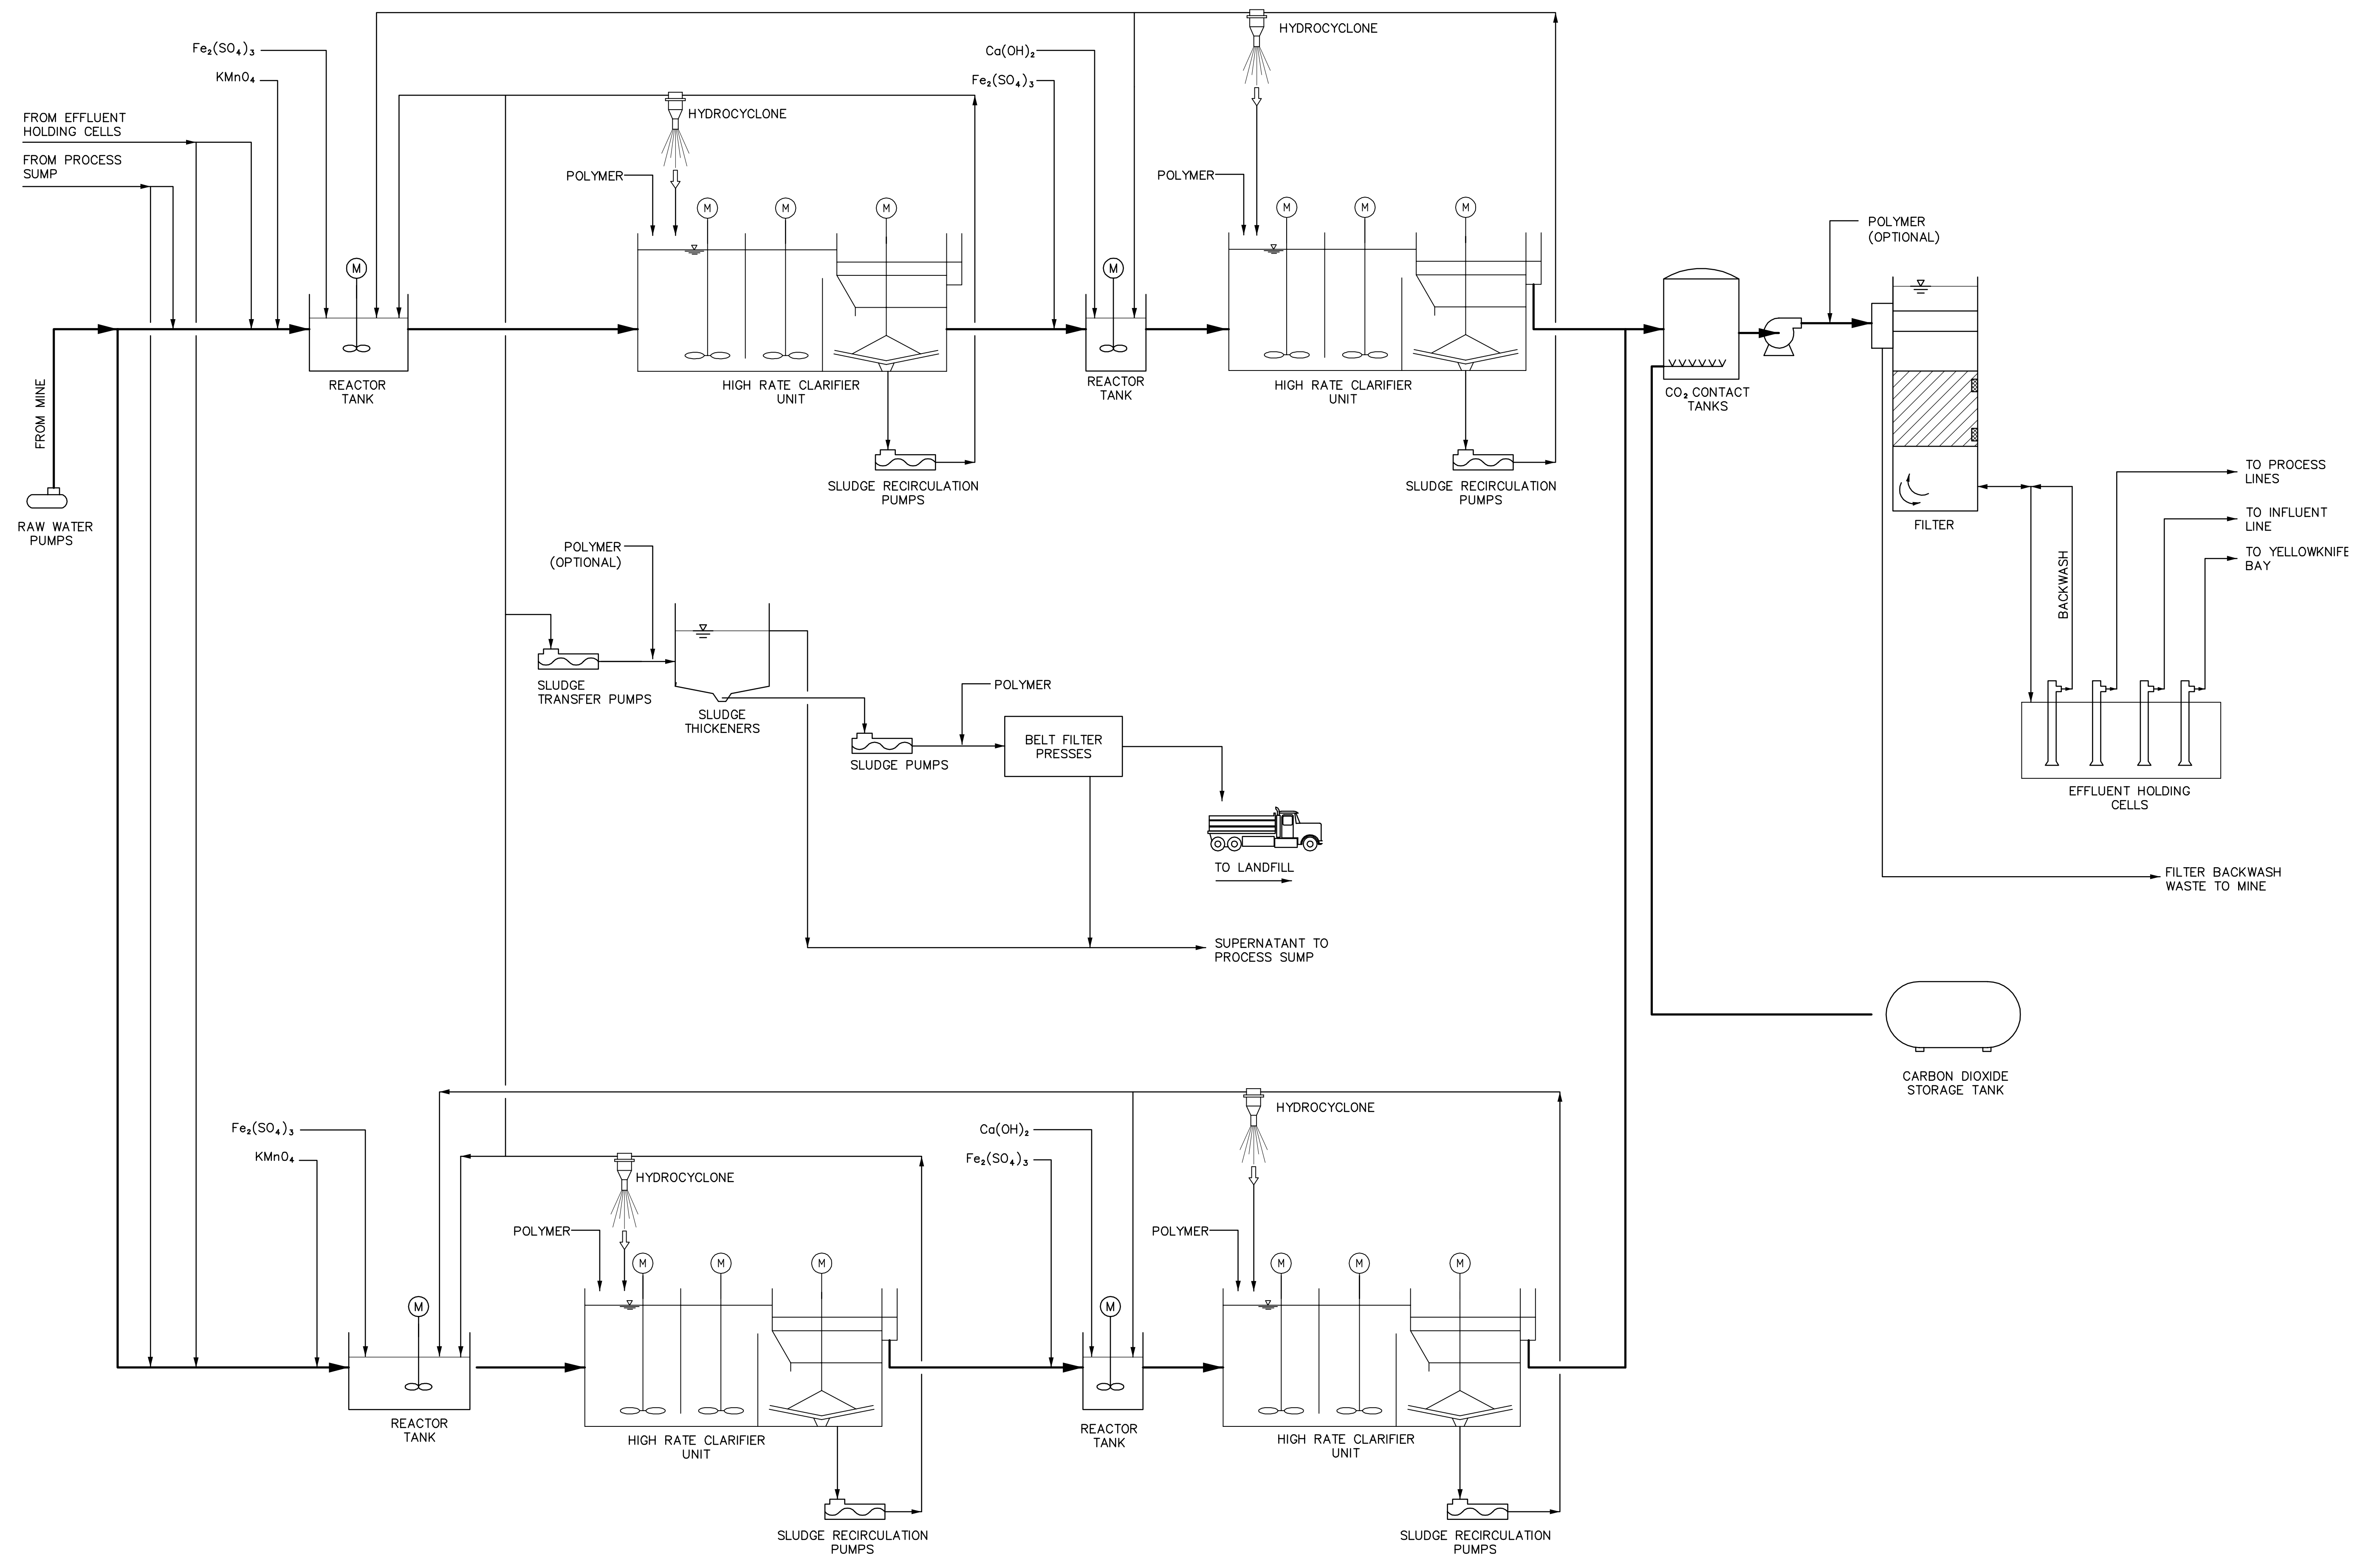 HYDROCYCLONE
Fe₂(SO₄)₃
KMnO₄
Ca(OH)₂
Fe₂(SO₄)₃
FROM EFFLUENT
HOLDING CELLS
FROM PROCESS
SUMP
HYDROCYCLONE
POLYMER
POLYMER
M
M
M
M
M
M
M
M
POLYMER
(OPTIONAL)
FROM MINE
REACTOR
TANK
HIGH RATE CLARIFIER
UNIT
REACTOR
TANK
HIGH RATE CLARIFIER
UNIT
CO₂ CONTACT
TANKS
SLUDGE RECIRCULATION
PUMPS
SLUDGE RECIRCULATION
PUMPS
RAW WATER
PUMPS
FILTER
TO PROCESS
LINES
TO INFLUENT
LINE
TO YELLOWKNIFE
BAY
BACKWASH
POLYMER
(OPTIONAL)
SLUDGE
TRANSFER PUMPS
SLUDGE
THICKENERS
POLYMER
SLUDGE PUMPS
BELT FILTER
PRESSES
EFFLUENT HOLDING
CELLS
TO LANDFILL
FILTER BACKWASH
WASTE TO MINE
SUPERNATANT TO
PROCESS SUMP
CARBON DIOXIDE
STORAGE TANK
HYDROCYCLONE
Fe₂(SO₄)₃
KMnO₄
Ca(OH)₂
Fe₂(SO₄)₃
HYDROCYCLONE
POLYMER
POLYMER
M
M
M
M
M
M
M
M
REACTOR
TANK
HIGH RATE CLARIFIER
UNIT
REACTOR
TANK
HIGH RATE CLARIFIER
UNIT
SLUDGE RECIRCULATION
PUMPS
SLUDGE RECIRCULATION
PUMPS